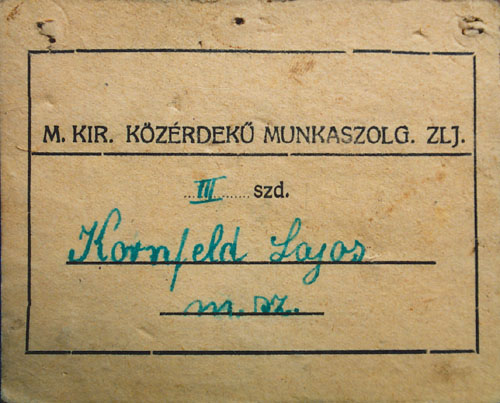 M. KIR. KÖZÉRDEKŰ MUNKASZOLG. ZLJ.
...III....... szd.
Kornfeld Lajos
m. sz.